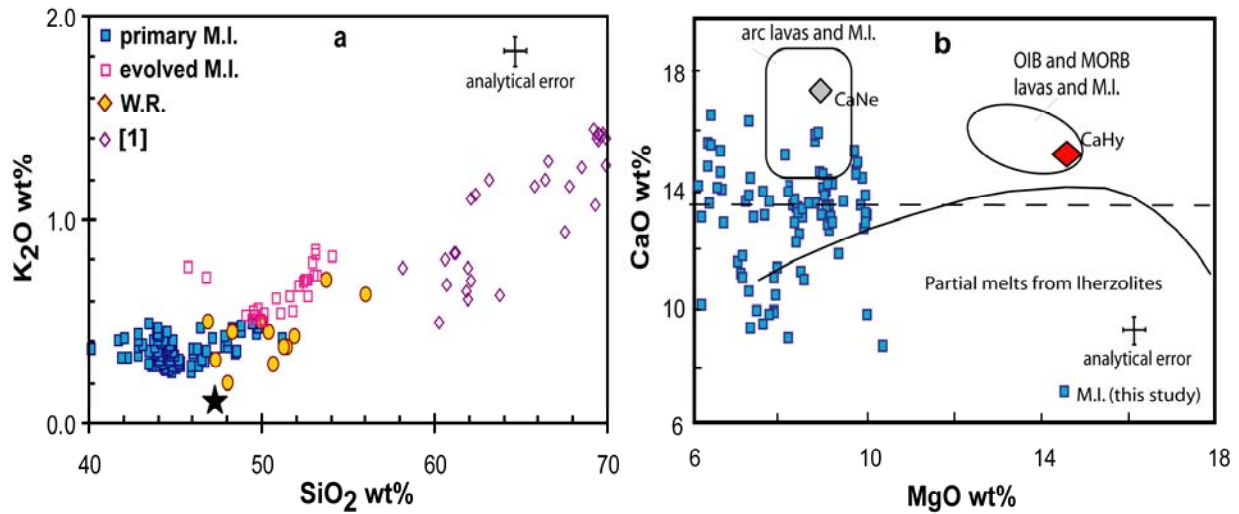 2.0
primary M.I.
evolved M.I.
W.R.
[1]
a
analytical error
1.0
0.0
K2O wt%
40
50
60
70
SiO2 wt%
arc lavas and M.I.
b
18
OIB and MORB
lavas and M.I.
CaNe
CaHy
14
10
6
CaO wt%
Partial melts from lherzolites
analytical error
M.I. (this study)
6
10
14
18
MgO wt%